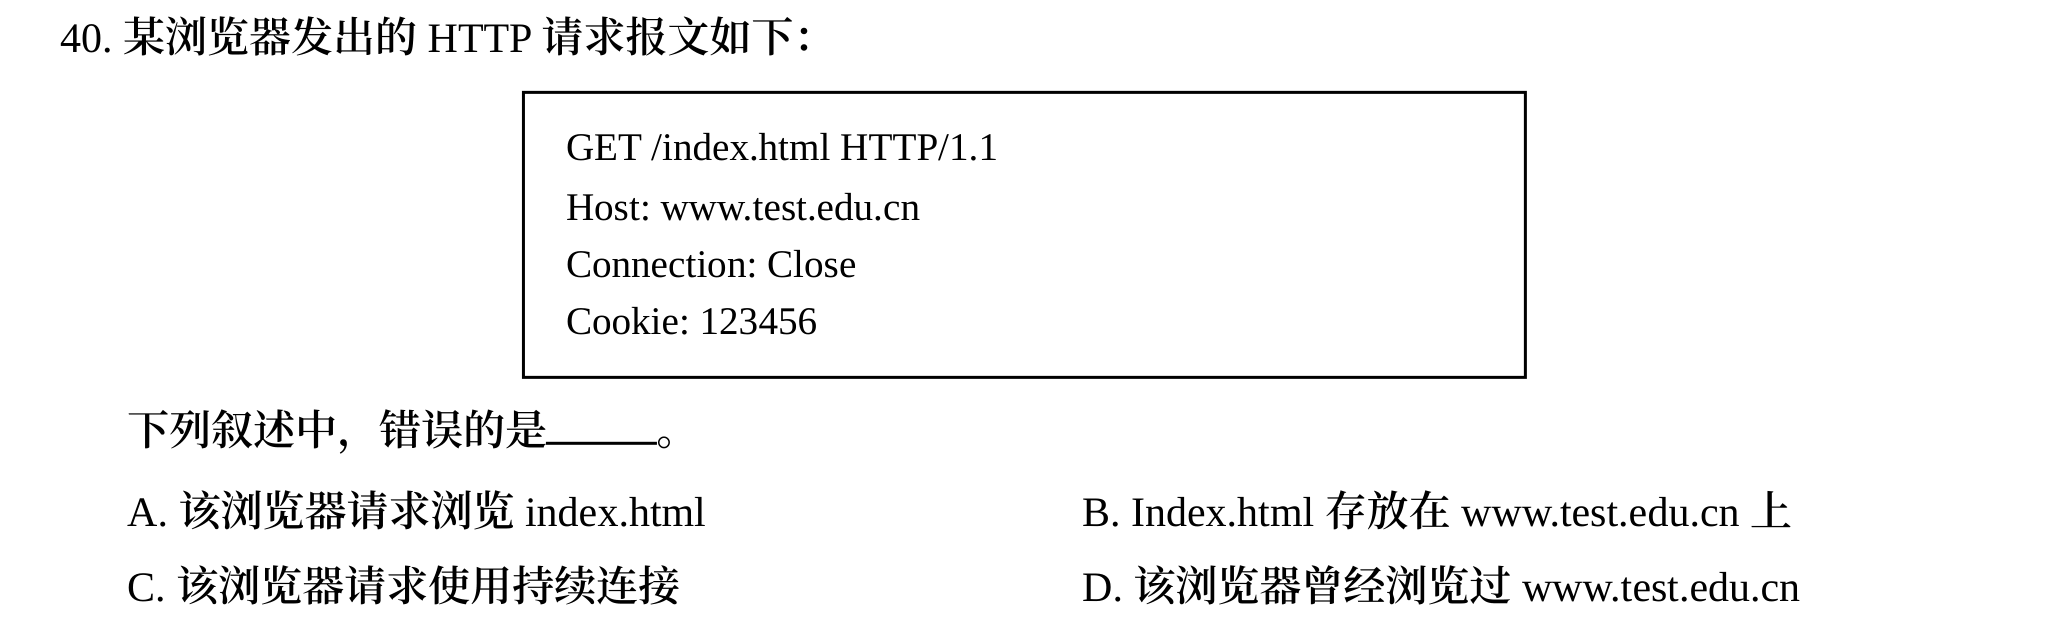 40. 某浏览器发出的 HTTP 请求报文如下：
GET /index.html HTTP/1.1
Host: www.test.edu.cn
Connection: Close
Cookie: 123456
下列叙述中，错误的是_____。
A. 该浏览器请求浏览 index.html
B. Index.html 存放在 www.test.edu.cn 上
C. 该浏览器请求使用持续连接
D. 该浏览器曾经浏览过 www.test.edu.cn